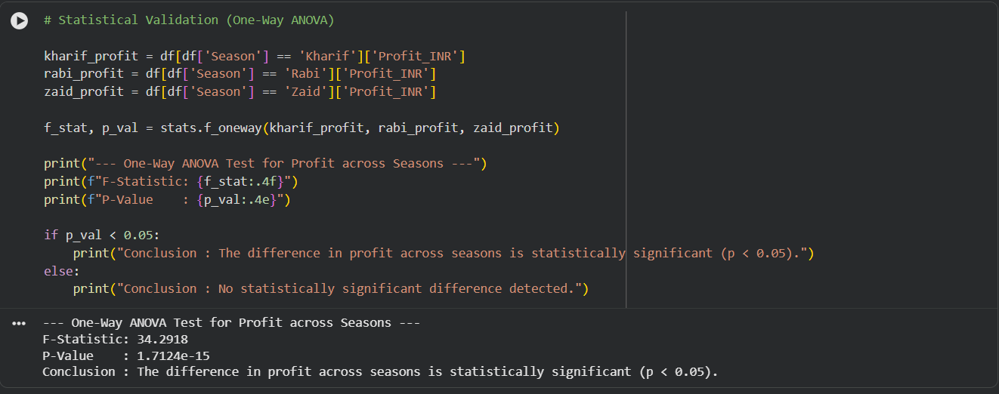 # Statistical Validation (One-Way ANOVA)
kharif_profit = df[df['Season'] == 'Kharif']['Profit_INR']
rabi_profit = df[df['Season'] == 'Rabi']['Profit_INR']
zaid_profit = df[df['Season'] == 'Zaid']['Profit_INR']
f_stat, p_val = stats.f_oneway(kharif_profit, rabi_profit, zaid_profit)
print("--- One-Way ANOVA Test for Profit across Seasons ---")
print(f"F-Statistic: {f_stat:.4f}")
print(f"P-Value    : {p_val:.4e}")
if p_val < 0.05:
    print("Conclusion : The difference in profit across seasons is statistically significant (p < 0.05).")
else:
    print("Conclusion : No statistically significant difference detected.")
--- One-Way ANOVA Test for Profit across Seasons ---
F-Statistic: 34.2918
P-Value    : 1.7124e-15
Conclusion : The difference in profit across seasons is statistically significant (p < 0.05).